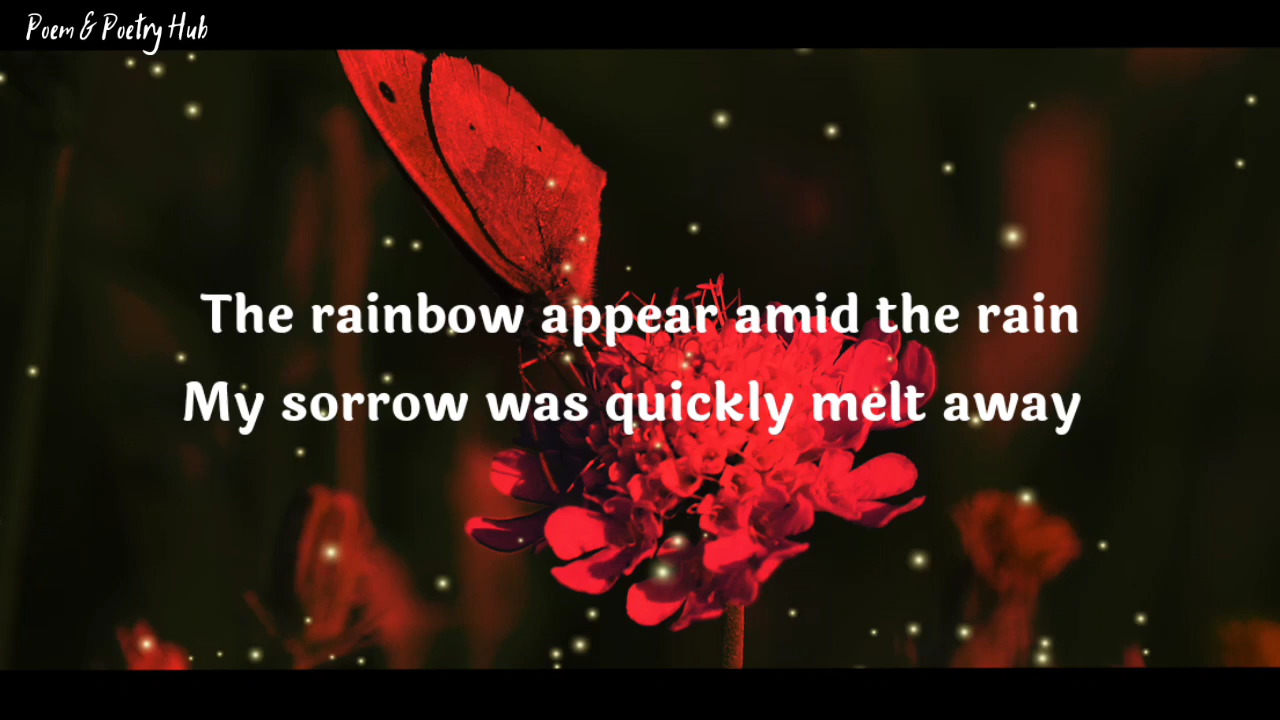 Poem & Poetry Hub
The rainbow appear amid the rain
My sorrow was quickly melt away